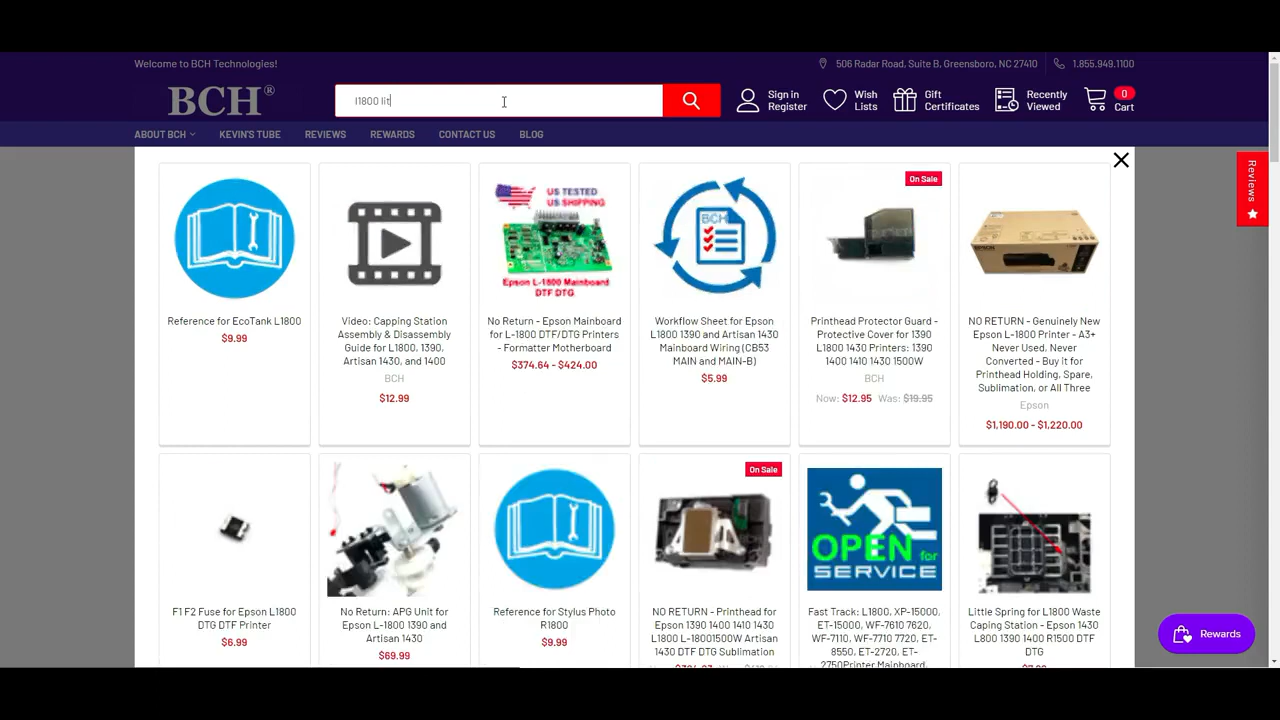 Welcome to BCH Technologies!
506 Radar Road, Suite B, Greensboro, NC 27410
1.855.949.1100
BCH®
l1800 lit
Sign in
Register
Wish
Lists
Gift
Certificates
Recently
Viewed
0
Cart
ABOUT BCH
KEVIN'S TUBE
REVIEWS
REWARDS
CONTACT US
BLOG
Reviews
Reference for EcoTank L1800
$9.99
Video: Capping Station
Assembly & Disassembly
Guide for L1800, 1390,
Artisan 1430, and 1400
BCH
$12.99
US TESTED
US SHIPPING
Epson L-1800 Mainboard
DTF DTG
No Return - Epson Mainboard
for L-1800 DTF/DTG Printers
- Formatter Motherboard
$374.64 - $424.00
BCH
Workflow Sheet for Epson
L1800 1390 and Artisan 1430
Mainboard Wiring (CB53
MAIN and MAIN-B)
$5.99
On Sale
Printhead Protector Guard -
Protective Cover for 1390
L1800 1430 Printers: 1390
1400 1410 1430 1500W
BCH
Now: $12.95 Was: $19.95
EPSON
NO RETURN - Genuinely New
Epson L-1800 Printer - A3+
Never Used, Never
Converted - Buy it for
Printhead Holding, Spare,
Sublimation, or All Three
Epson
$1,190.00 - $1,220.00
F1 F2 Fuse for Epson L1800
DTG DTF Printer
$6.99
No Return: APG Unit for
Epson L-1800 1390 and
Artisan 1430
$69.99
Reference for Stylus Photo
R1800
$9.99
On Sale
NO RETURN - Printhead for
Epson 1390 1400 1410 1430
L1800 L-18001500W Artisan
1430 DTF DTG Sublimation
OPEN for
SERVICE
Fast Track: L1800, XP-15000,
ET-15000, WF-7610 7620,
WF-7110, WF-7710 7720, ET-
8550, ET-2720, ET-
2750Printer Mainboard,
Little Spring for L1800 Waste
Caping Station - Epson 1430
L800 1390 1400 R1500 DTF
DTG
Rewards